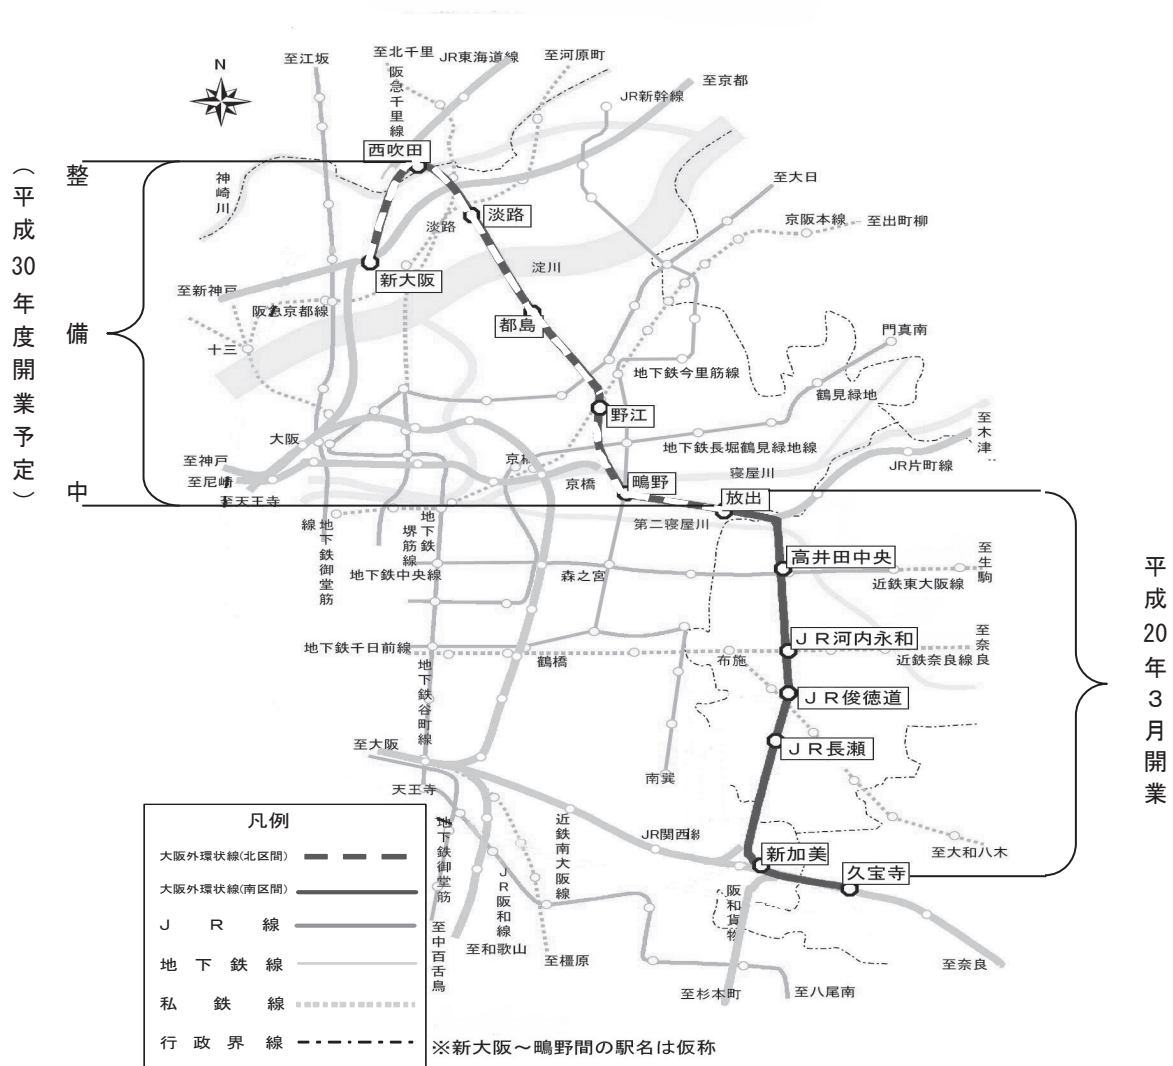 N
至江坂
至北千里
JR東海道線
至河原町
阪急千里線
至京都
JR新幹線
西吹田
神崎川
淡路
淡路
至大日
京阪本線
至出町柳
新大阪
淀川
至新神戸
阪急京都線
都島
十三
門真南
地下鉄今里筋線
鶴見緑地
野江
大阪
地下鉄長堀鶴見緑地線
至木津
至神戸
至尼崎
至天王寺
京橋
寝屋川
JR片町線
鴫野
放出
第二寝屋川
地下鉄御堂筋線
地下鉄堺筋線
地下鉄中央線
森之宮
高井田中央
至生駒
近鉄東大阪線
地下鉄千日前線
鶴橋
布施
JR河内永和
至奈良
近鉄奈良線
地下鉄谷町線
JR俊徳道
至大阪
JR長瀬
南巽
天王寺
近鉄南大阪線
JR関西線
至大和八木
新加美
久宝寺
地下鉄御堂筋
JR阪和線
阪和貨物
至中百舌鳥
至和歌山
至橿原
至奈良
至杉本町
至八尾南
整備中
(平成30年度開業予定)
平成20年3月開業
凡例
大阪外環状線(北区間)
大阪外環状線(南区間)
JR線
地下鉄線
私鉄線
行政界線
※新大阪～鴫野間の駅名は仮称